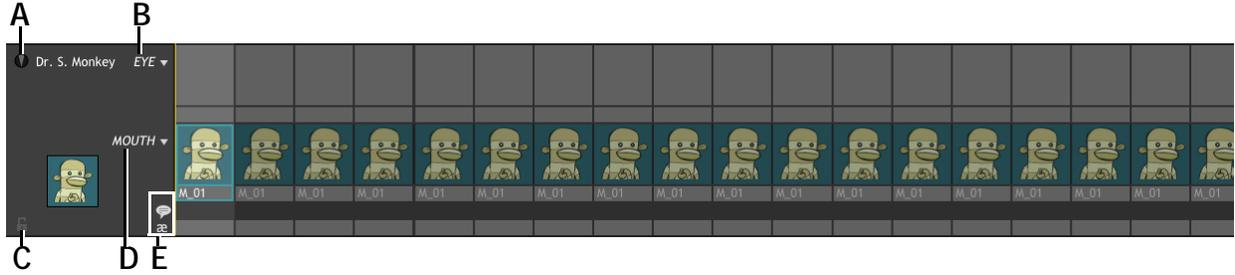 A B
Dr. S. Monkey EYE
MOUTH
M_01 M_01 M_01 M_01 M_01 M_01 M_01 M_01 M_01 M_01 M_01 M_01 M_01 M_01 M_01 M_01 M_01 M_01
æ
C D E